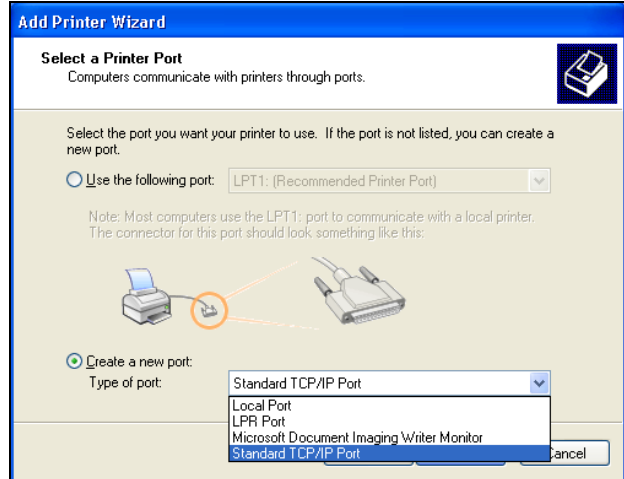 Add Printer Wizard
Select a Printer Port
Computers communicate with printers through ports.
Select the port you want your printer to use. If the port is not listed, you can create a
new port.
Use the following port: LPT1: (Recommended Printer Port)
Note: Most computers use the LPT1: port to communicate with a local printer.
The connector for this port should look something like this:
Create a new port:
Type of port: Standard TCP/IP Port
Local Port
LPR Port
Microsoft Document Imaging Writer Monitor
Standard TCP/IP Port